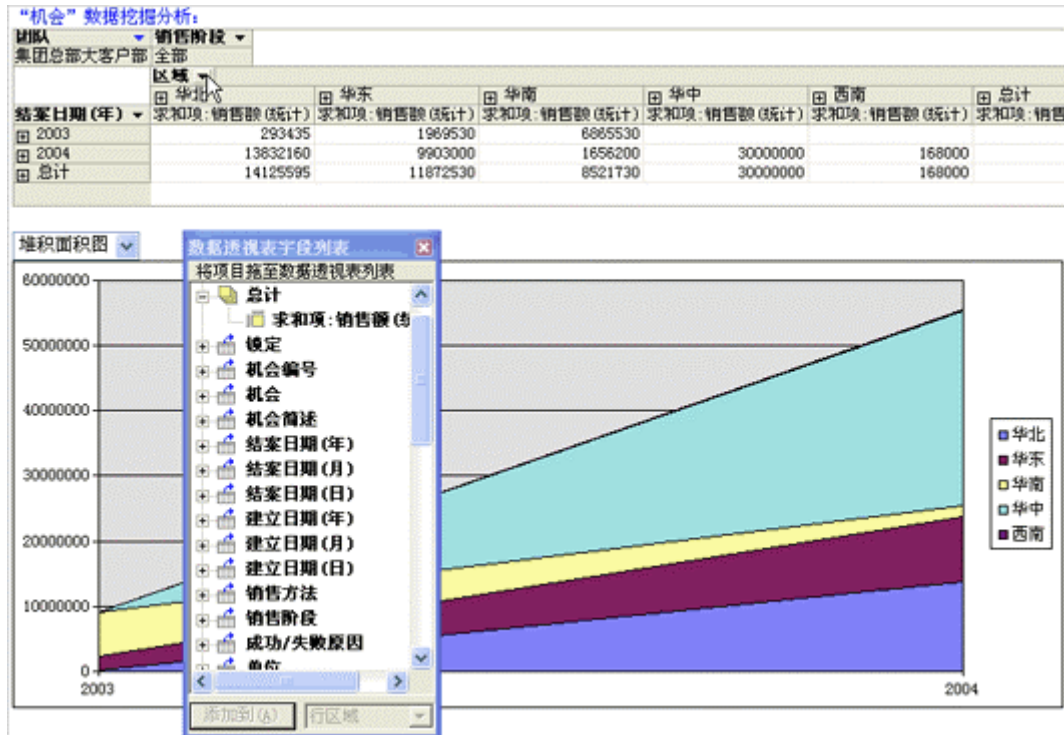 “机会”数据挖掘分析:
团队 销售阶段
集团总部大客户部 全部
区域
华北 华东 华南 华中 西南 总计
结案日期(年) 求和项:销售额(统计) 求和项:销售额(统计) 求和项:销售额(统计) 求和项:销售额(统计) 求和项:销售额(统计) 求和项:销售
2003 293435 1969530 6865530
2004 13832160 9903000 1656200 30000000 168000
总计 14125595 11872530 8521730 30000000 168000
堆积面积图
数据透视表字段列表
将项目拖至数据透视表列表
总计
求和项:销售额(
锁定
机会编号
机会
机会简述
结案日期(年)
结案日期(月)
结案日期(日)
建立日期(年)
建立日期(月)
建立日期(日)
销售方法
销售阶段
成功/失败原因
单位
添加到(A) 行区域
60000000
50000000
40000000
30000000
20000000
10000000
0
2003 2004
华北
华东
华南
华中
西南